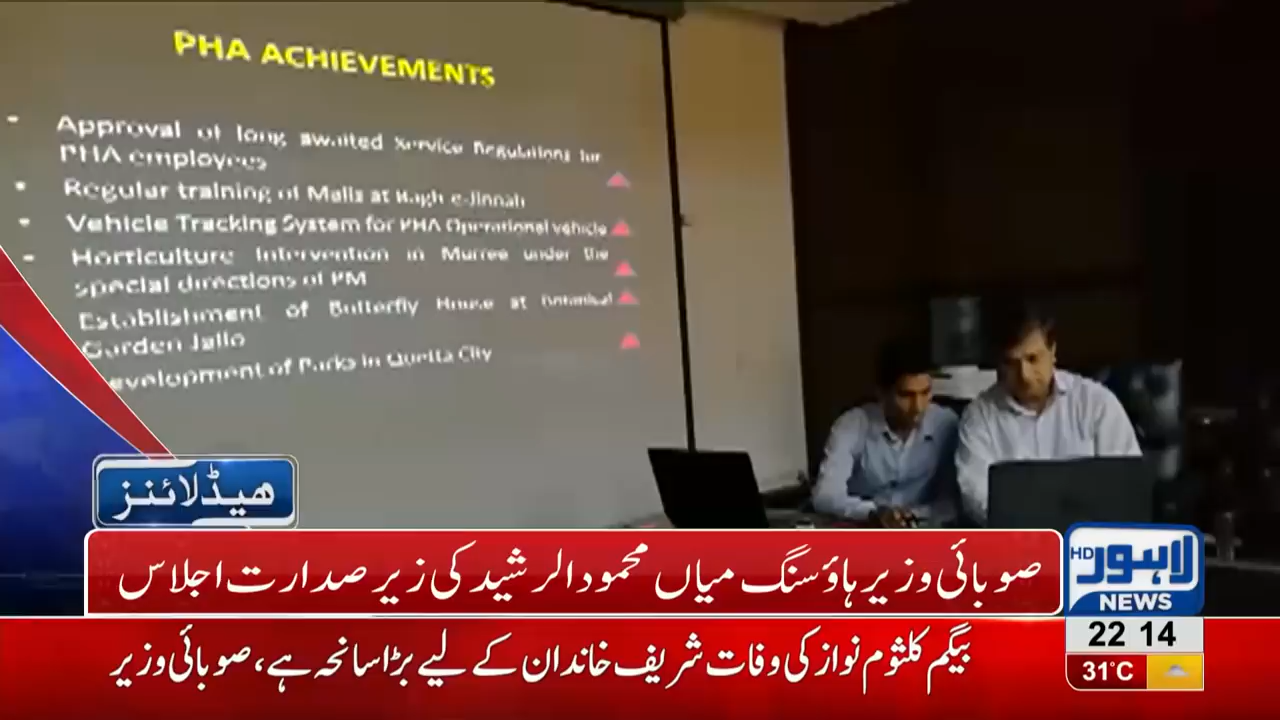 PHA ACHIEVEMENTS
• Approval of long awaited Service Regulations for
PHA employees
• Regular training of Malis at Bagh e-Jinnah
• Vehicle Tracking System for PHA Operational vehicle
• Horticulture Intervention in Murree under the
special directions of PM
Establishment of Butterfly House at Botanical
Garden Jallo
evelopment of Parks in Quetta City
ھیڈلائنز
صوبائی وزیر ہاؤسنگ میاں محمودالرشید کی زیر صدارت اجلاس
HD لاہور
NEWS
بیگم کلثوم نواز کی وفات شریف خاندان کے لیے بڑا سانحہ ہے، صوبائی وزیر
22 14
31°C